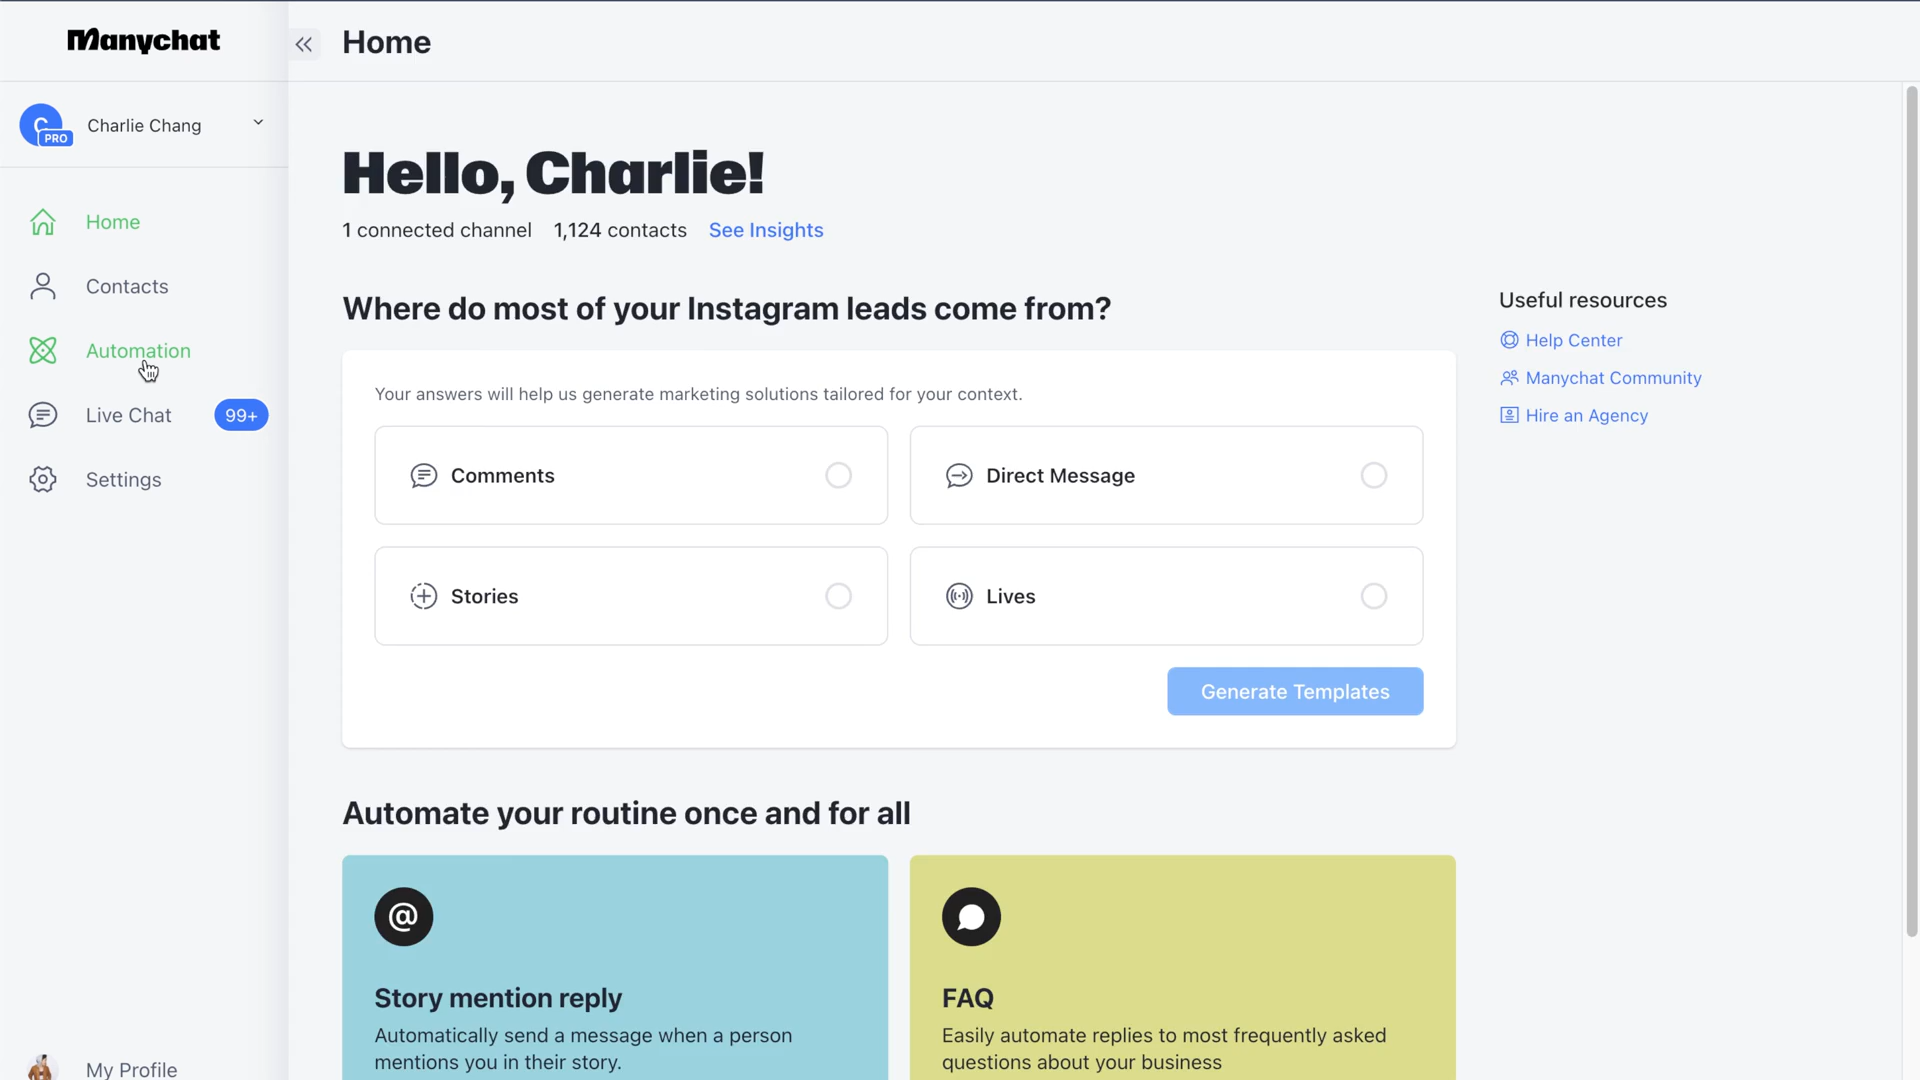 Manychat
Home
C
PRO
Charlie Chang
Home
Contacts
Automation
Live Chat
99+
Settings
My Profile
Hello, Charlie!
1 connected channel 1,124 contacts See Insights
Where do most of your Instagram leads come from?
Your answers will help us generate marketing solutions tailored for your context.
Comments
Direct Message
Stories
Lives
Generate Templates
Useful resources
Help Center
Manychat Community
Hire an Agency
Automate your routine once and for all
@
Story mention reply
Automatically send a message when a person
mentions you in their story.
FAQ
Easily automate replies to most frequently asked
questions about your business